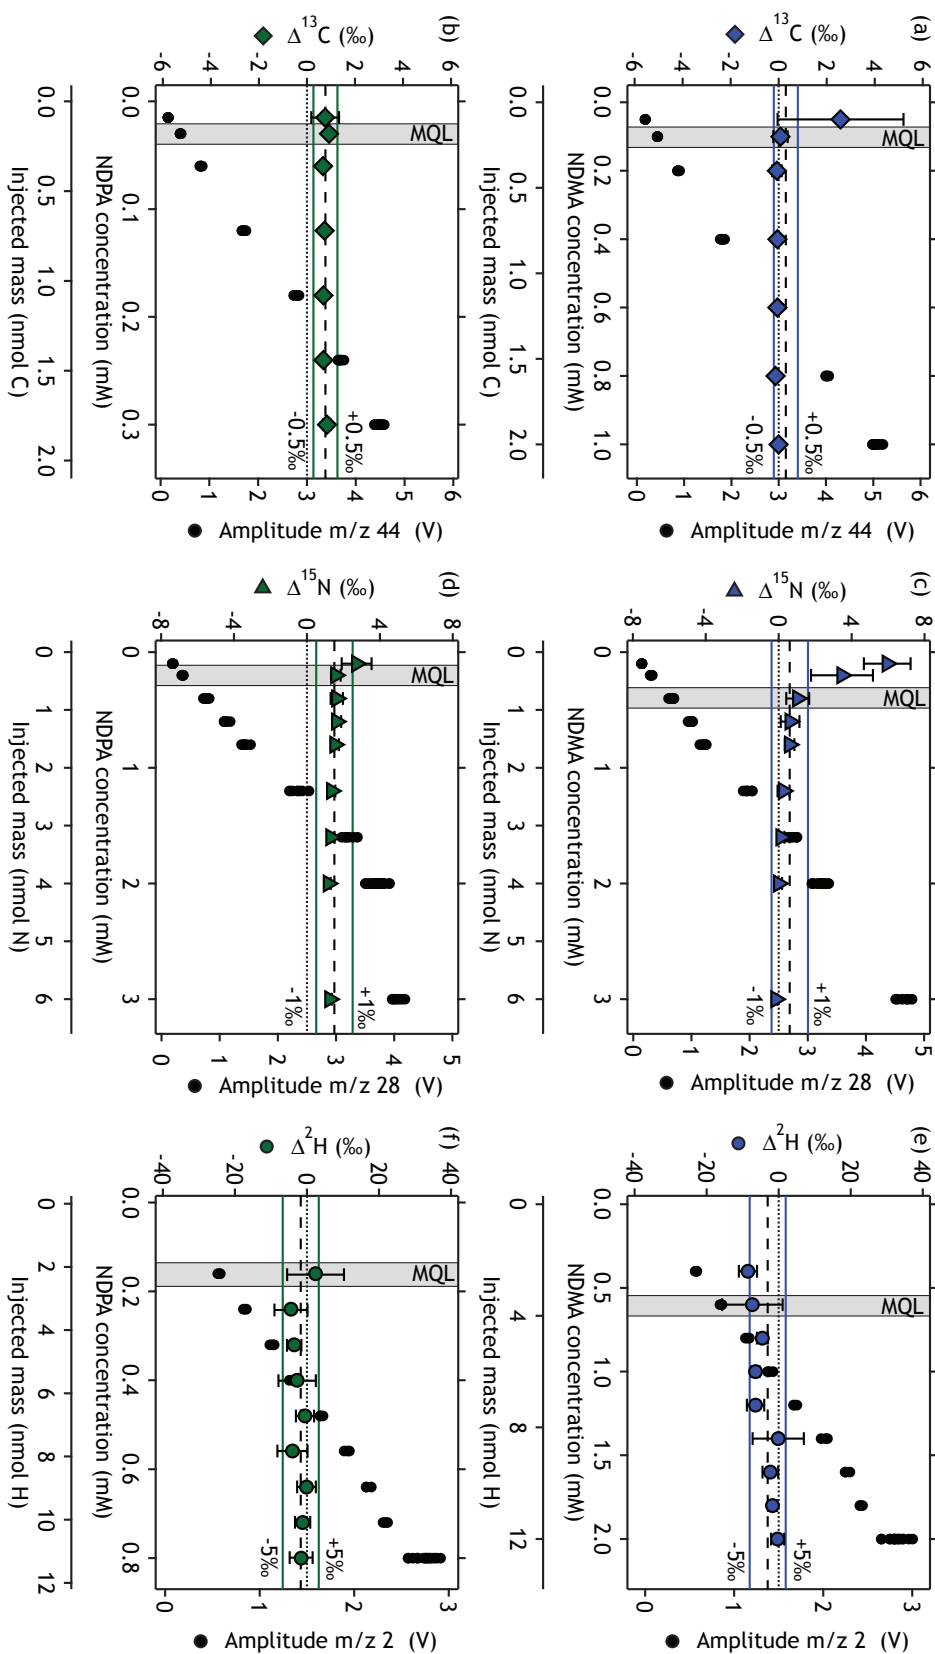 (a)
Δ¹³C (‰)
6
4
2
0
-2
-4
-6
MQL
+0.5‰
-0.5‰
6
5
4
3
2
1
0
Amplitude m/z 44 (V)
0.0 0.2 0.4 0.6 0.8 1.0
NDMA concentration (mM)
0.0 0.5 1.0 1.5 2.0
Injected mass (nmol C)
(c)
Δ¹⁵N (‰)
8
4
0
-4
-8
MQL
+1‰
-1‰
5
4
3
2
1
0
Amplitude m/z 28 (V)
0 1 2 3
NDMA concentration (mM)
0 1 2 3 4 5 6
Injected mass (nmol N)
(e)
Δ²H (‰)
40
20
0
-20
-40
MQL
+5‰
-5‰
3
2
1
0
Amplitude m/z 2 (V)
0.0 0.5 1.0 1.5 2.0
NDMA concentration (mM)
0 4 8 12
Injected mass (nmol H)
(b)
Δ¹³C (‰)
6
4
2
0
-2
-4
-6
MQL
+0.5‰
-0.5‰
6
5
4
3
2
1
0
Amplitude m/z 44 (V)
0.0 0.1 0.2 0.3
NDPA concentration (mM)
0.0 0.5 1.0 1.5 2.0
Injected mass (nmol C)
(d)
Δ¹⁵N (‰)
8
4
0
-4
-8
MQL
+1‰
-1‰
5
4
3
2
1
0
Amplitude m/z 28 (V)
0 1 2 3
NDPA concentration (mM)
0 1 2 3 4 5 6
Injected mass (nmol N)
(f)
Δ²H (‰)
40
20
0
-20
-40
MQL
+5‰
-5‰
3
2
1
0
Amplitude m/z 2 (V)
0.0 0.2 0.4 0.6 0.8
NDPA concentration (mM)
0 2 4 6 8 10 12
Injected mass (nmol H)